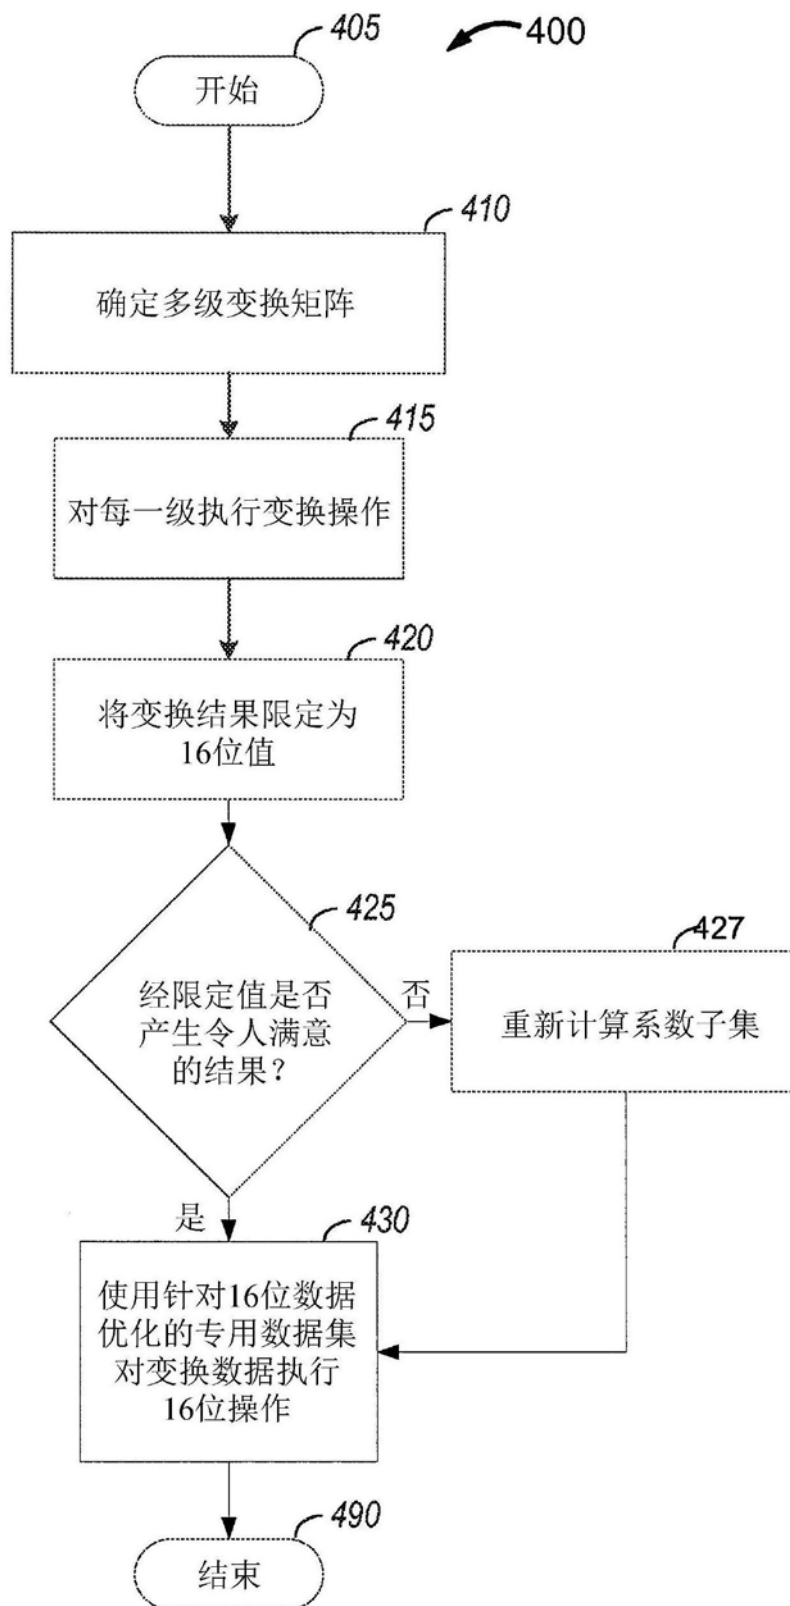 405
400
开始
410
确定多级变换矩阵
415
对每一级执行变换操作
420
将变换结果限定为
16位值
425
经限定值是否
产生令人满意
的结果？
否
427
重新计算系数子集
是
430
使用针对16位数据
优化的专用数据集
对变换数据执行
16位操作
490
结束